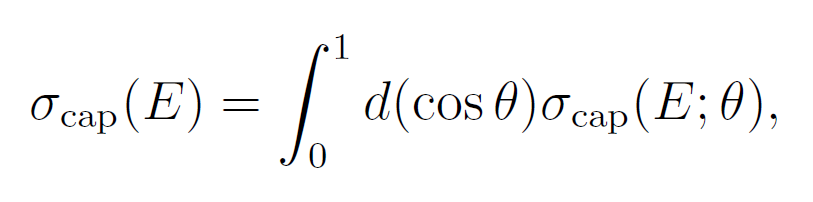 σ_cap(E) = ∫_0^1 d(cos θ)σ_cap(E; θ),